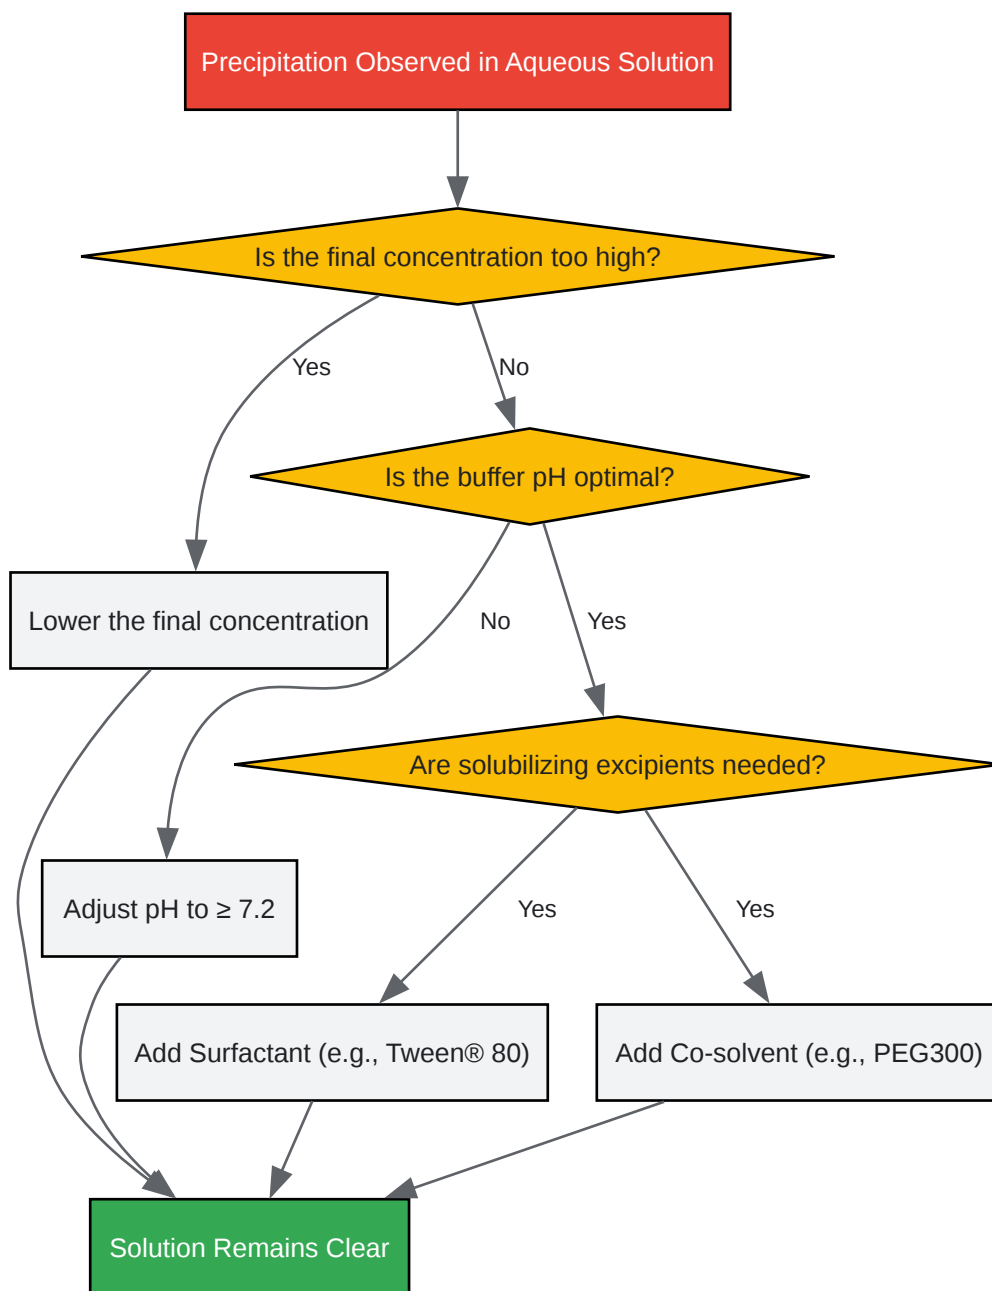 Precipitation Observed in Aqueous Solution
Is the final concentration too high?
Yes
No
Is the buffer pH optimal?
Lower the final concentration
No
Yes
Are solubilizing excipients needed?
Adjust pH to ≥ 7.2
Yes
Yes
Add Surfactant (e.g., Tween® 80)
Add Co-solvent (e.g., PEG300)
Solution Remains Clear